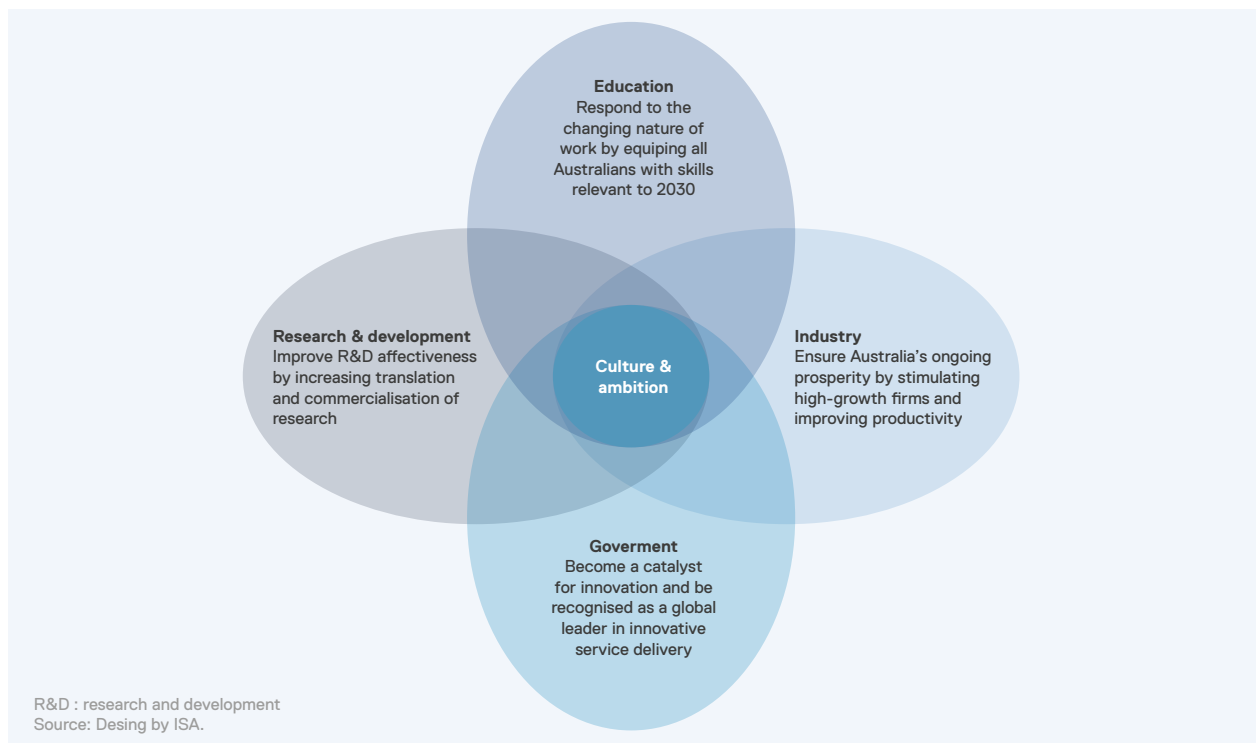 Education
Respond to the
changing nature of
work by equiping all
Australians with skills
relevant to 2030
Research & development
Improve R&D affectiveness
by increasing translation
and commercialisation of
research
Culture &
ambition
Industry
Ensure Australia's ongoing
prosperity by stimulating
high-growth firms and
improving productivity
Goverment
Become a catalyst
for innovation and be
recognised as a global
leader in innovative
service delivery
R&D : research and development
Source: Desing by ISA.